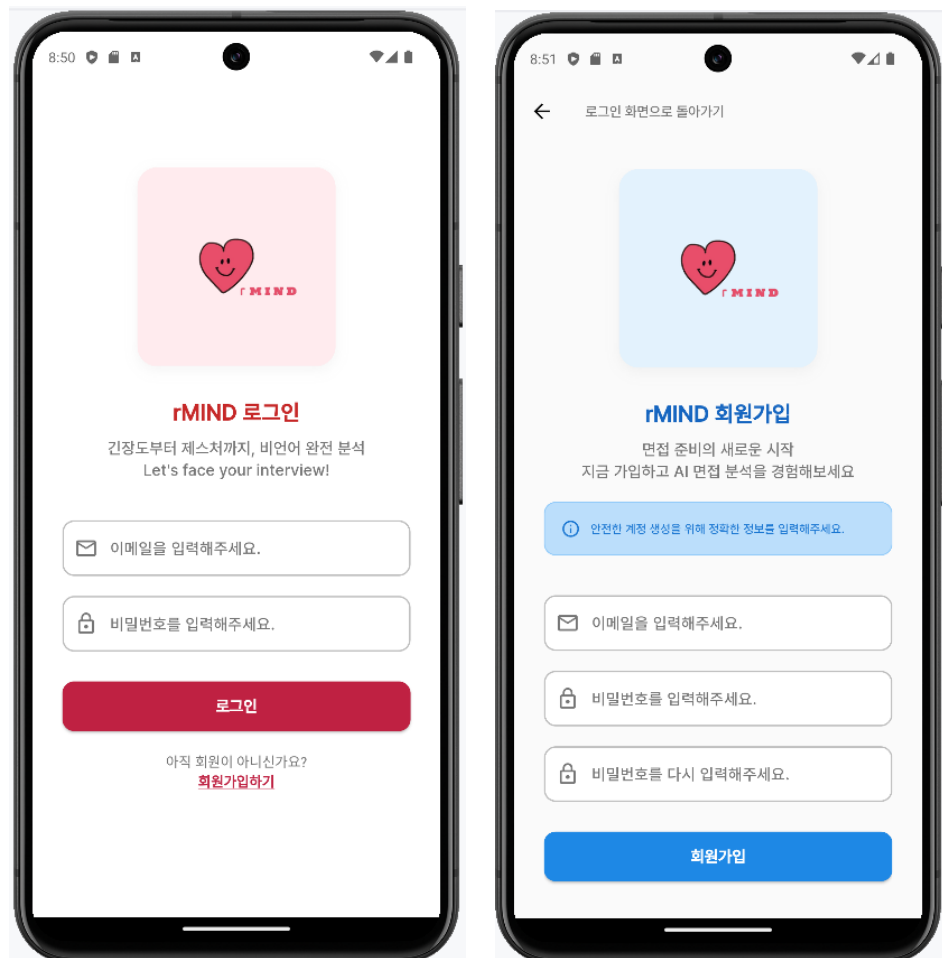 8:50
r MIND
rMIND 로그인
긴장도부터 제스처까지, 비언어 완전 분석
Let's face your interview!
이메일을 입력해주세요.
비밀번호를 입력해주세요.
로그인
아직 회원이 아니신가요?
회원가입하기
8:51
로그인 화면으로 돌아가기
r MIND
rMIND 회원가입
면접 준비의 새로운 시작
지금 가입하고 AI 면접 분석을 경험해보세요
안전한 계정 생성을 위해 정확한 정보를 입력해주세요.
이메일을 입력해주세요.
비밀번호를 입력해주세요.
비밀번호를 다시 입력해주세요.
회원가입